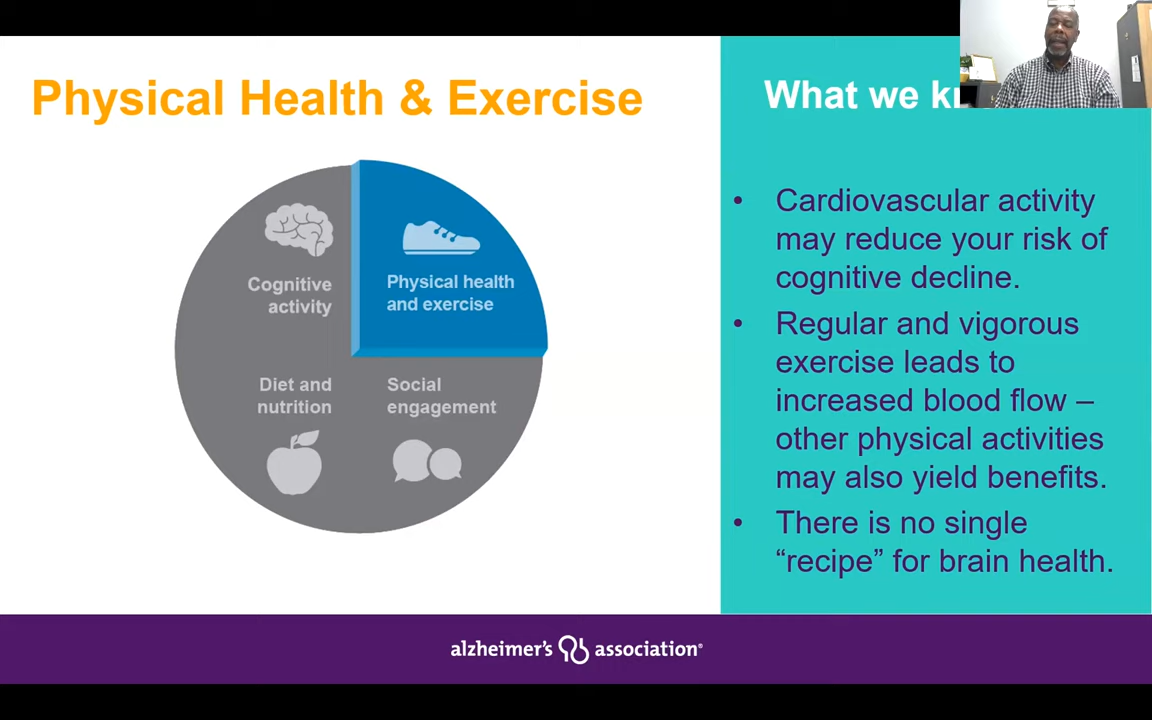 Physical Health & Exercise
What we
Cognitive
activity
Physical health
and exercise
Diet and
nutrition
Social
engagement
• Cardiovascular activity
may reduce your risk of
cognitive decline.
• Regular and vigorous
exercise leads to
increased blood flow –
other physical activities
may also yield benefits.
• There is no single
“recipe” for brain health.
alzheimer's association®